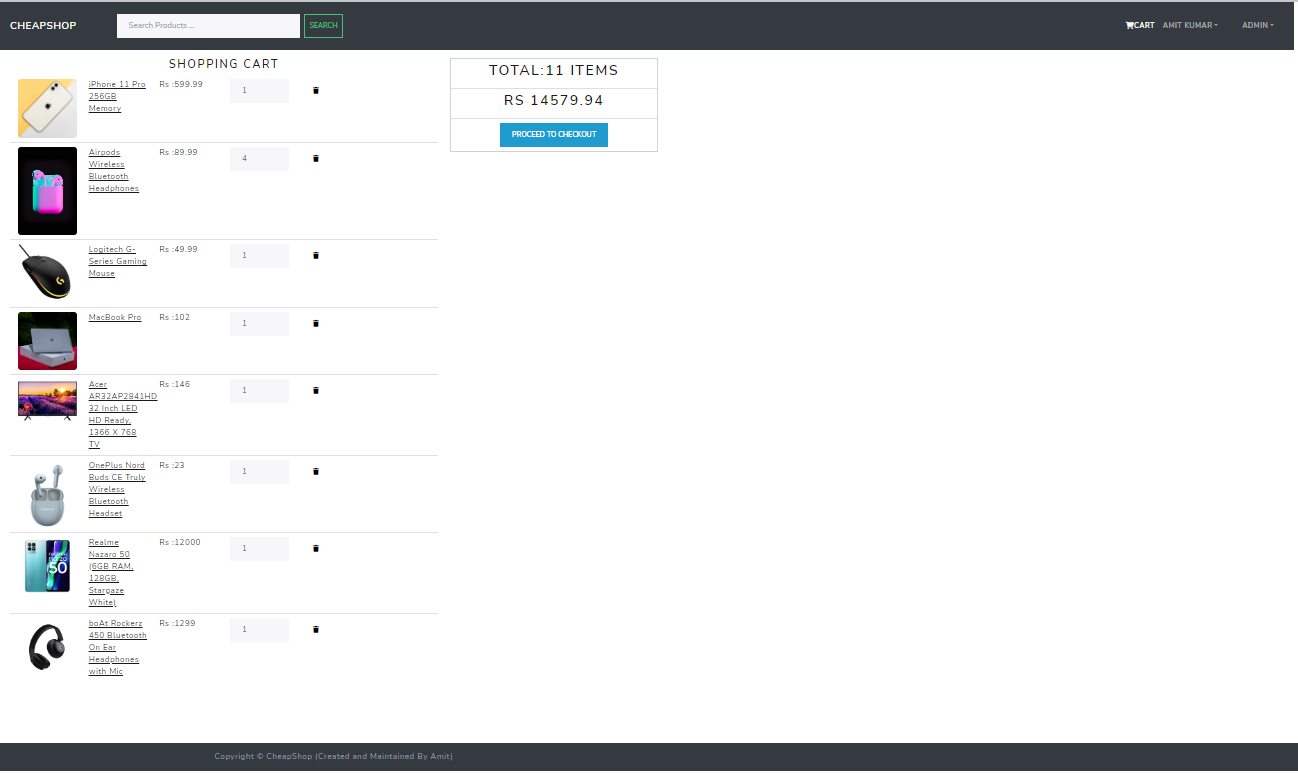 CHEAPSHOP
Search Products ...
SEARCH
CART
AMIT KUMAR
ADMIN
SHOPPING CART
iPhone 11 Pro
256GB
Memory
Rs :599.99
1
Airpods
Wireless
Bluetooth
Headphones
Rs :89.99
4
Logitech G-
Series Gaming
Mouse
Rs :49.99
1
MacBook Pro
Rs :102
1
Acer
AR32AP2841HD
32 Inch LED
HD Ready,
1366 X 768
TV
Rs :146
1
OnePlus Nord
Buds CE Truly
Wireless
Bluetooth
Headset
Rs :23
1
Realme
Nazaro 50
(6GB RAM,
128GB,
Stargaze
White)
Rs :12000
1
boAt Rockerz
450 Bluetooth
On Ear
Headphones
with Mic
Rs :1299
1
TOTAL:11 ITEMS
RS 14579.94
PROCEED TO CHECKOUT
Copyright © CheapShop (Created and Maintained By Amit)